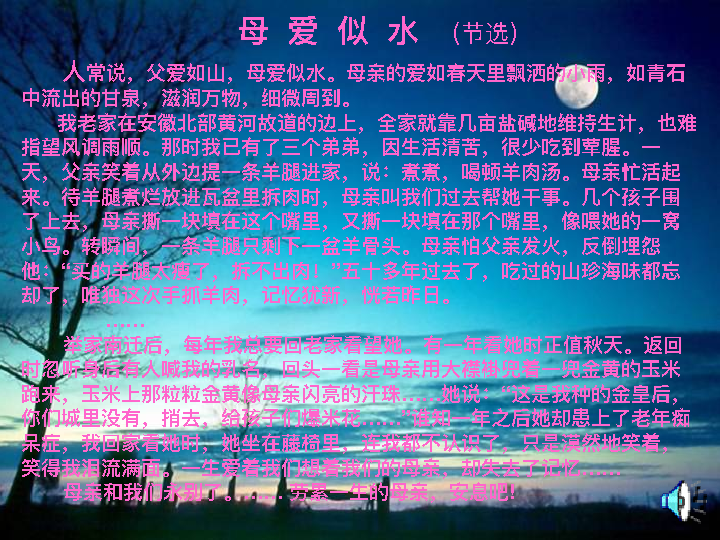 母 爱 似 水 （节选）
人常说，父爱如山，母爱似水。母亲的爱如春天里飘洒的小雨，如青石
中流出的甘泉，滋润万物，细微周到。
我老家在安徽北部黄河故道的边上，全家就靠几亩盐碱地维持生计，也难
指望风调雨顺。那时我已有了三个弟弟，因生活清苦，很少吃到荤腥。一
天，父亲笑着从外边提一条羊腿进家，说：煮煮，喝顿羊肉汤。母亲忙活起
来。待羊腿煮烂放进瓦盆里拆肉时，母亲叫我们过去帮她干事。几个孩子围
了上去，母亲撕一块填在这个嘴里，又撕一块填在那个嘴里，像喂她的一窝
小鸟。转瞬间，一条羊腿只剩下一盆羊骨头。母亲怕父亲发火，反倒埋怨
他：“买的羊腿太瘦了，拆不出肉！”五十多年过去了，吃过的山珍海味都忘
却了，唯独这次手抓羊肉，记忆犹新，恍若昨日。
……
举家南迁后，每年我总要回老家看望她。有一年看她时正值秋天。返回
时忽听身后有人喊我的乳名，回头一看是母亲用大襟褂兜着一兜金黄的玉米
跑来，玉米上那粒粒金黄像母亲闪亮的汗珠……她说：“这是我种的金皇后，
你们城里没有，捎去，给孩子们爆米花……”谁知一年之后她却患上了老年痴
呆症，我回家看她时，她坐在藤椅里，连我都不认识了，只是漠然地笑着，
笑得我泪流满面。一生爱着我们想着我们的母亲，却失去了记忆……
母亲和我们永别了。……劳累一生的母亲，安息吧！